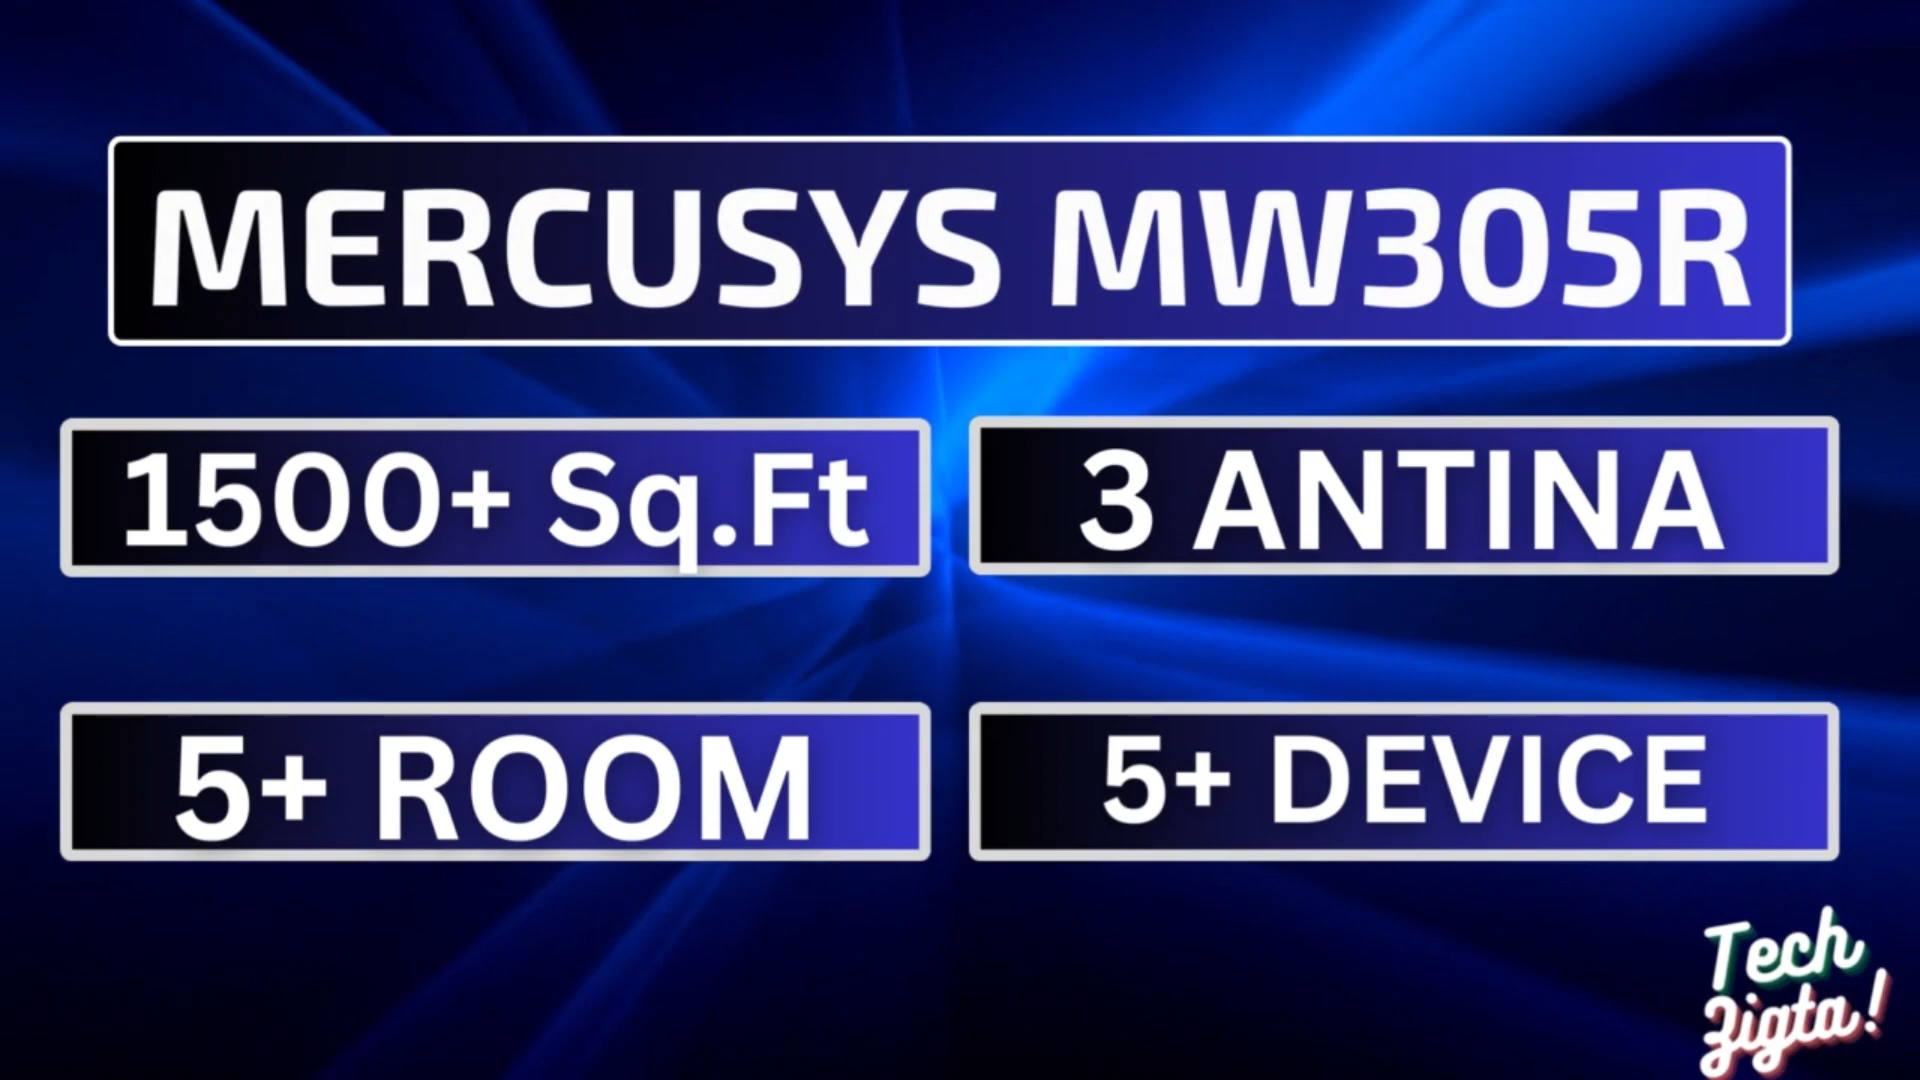 MERCUSYS MW305R
1500+ Sq.Ft
3 ANTINA
5+ ROOM
5+ DEVICE
Tech
Zigta!